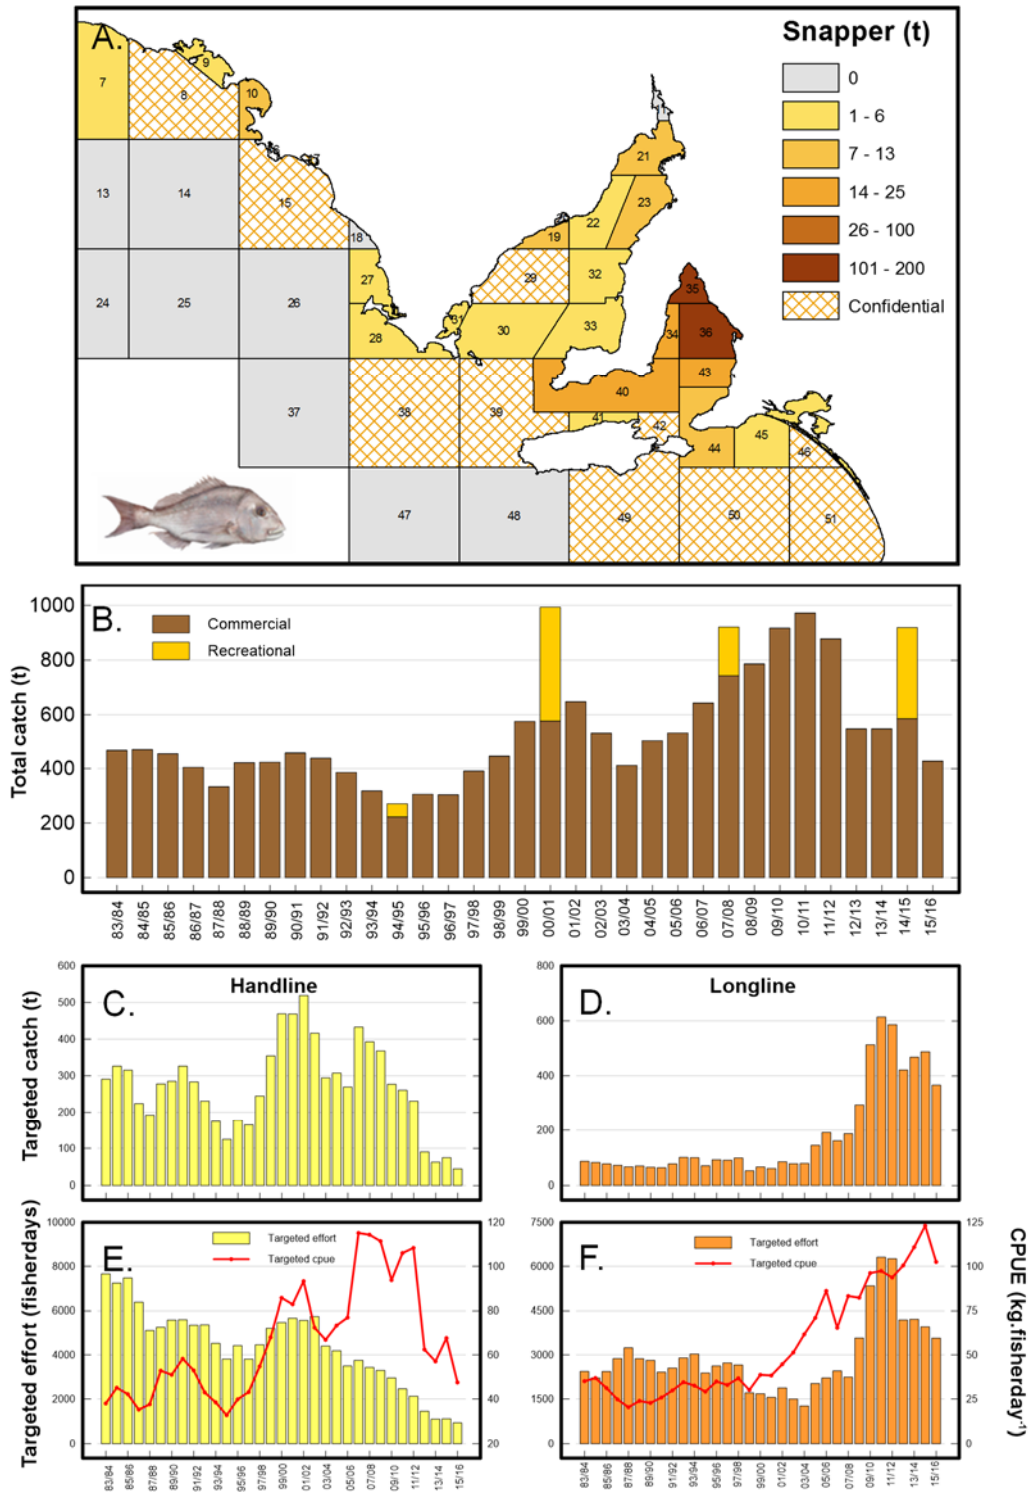 A.
Snapper (t)
0
1 - 6
7 - 13
14 - 25
26 - 100
101 - 200
Confidential
7
8
9
10
13
14
15
18
19
21
22
23
24
25
26
27
28
29
30
31
32
33
34
35
36
37
38
39
40
41
42
43
44
45
46
47
48
49
50
51
B.
Commercial
Recreational
Total catch (t)
1000
800
600
400
200
0
83/84 84/85 85/86 86/87 87/88 88/89 89/90 90/91 91/92 92/93 93/94 94/95 95/96 96/97 97/98 98/99 99/00 00/01 01/02 02/03 03/04 04/05 05/06 06/07 07/08 08/09 09/10 10/11 11/12 12/13 13/14 14/15 15/16
C.
Handline
Targeted catch (t)
600
500
400
300
200
100
0
D.
Longline
800
600
400
200
0
E.
Targeted effort
Targeted cpue
Targeted effort (fisherdays)
10000
8000
6000
4000
2000
0
120
100
80
60
40
20
83/84 85/86 87/88 89/90 91/92 93/94 95/96 97/98 99/00 01/02 03/04 05/06 07/08 09/10 11/12 13/14 15/16
F.
Targeted effort
Targeted cpue
7500
6000
4500
3000
1500
0
125
100
75
50
25
0
CPUE (kg.fisherday⁻¹)
83/84 85/86 87/88 89/90 91/92 93/94 95/96 97/98 99/00 01/02 03/04 05/06 07/08 09/10 11/12 13/14 15/16